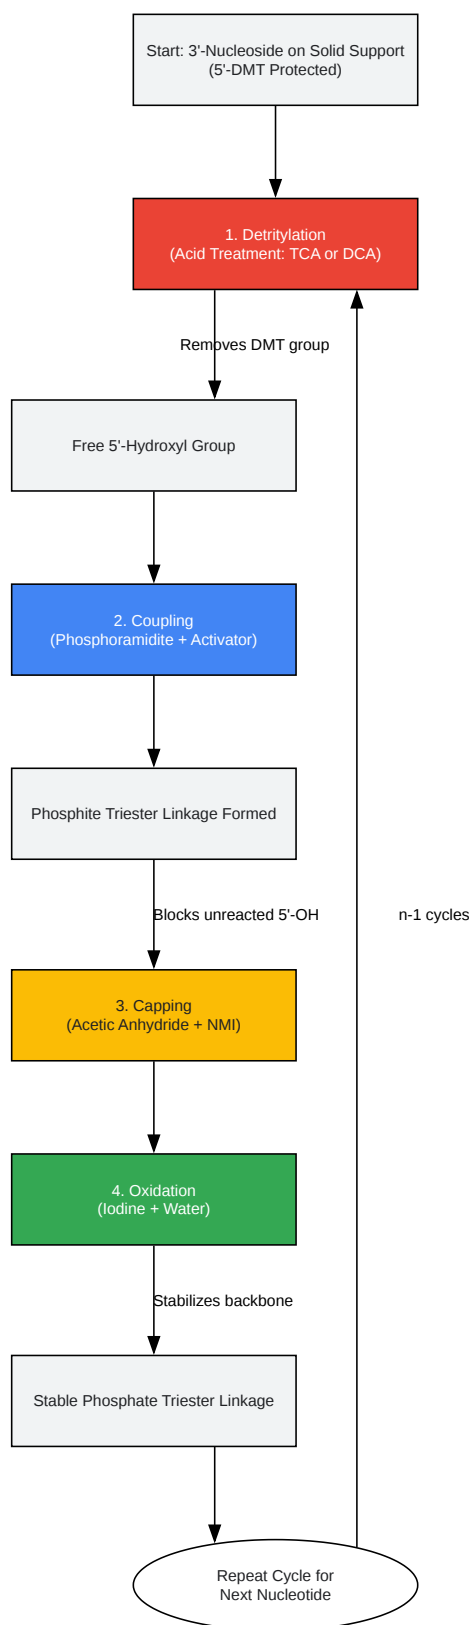 Start: 3'-Nucleoside on Solid Support
(5'-DMT Protected)
1. Detritylation
(Acid Treatment: TCA or DCA)
Removes DMT group
Free 5'-Hydroxyl Group
2. Coupling
(Phosphoramidite + Activator)
Phosphite Triester Linkage Formed
Blocks unreacted 5'-OH
n-1 cycles
3. Capping
(Acetic Anhydride + NMI)
4. Oxidation
(Iodine + Water)
Stabilizes backbone
Stable Phosphate Triester Linkage
Repeat Cycle for
Next Nucleotide